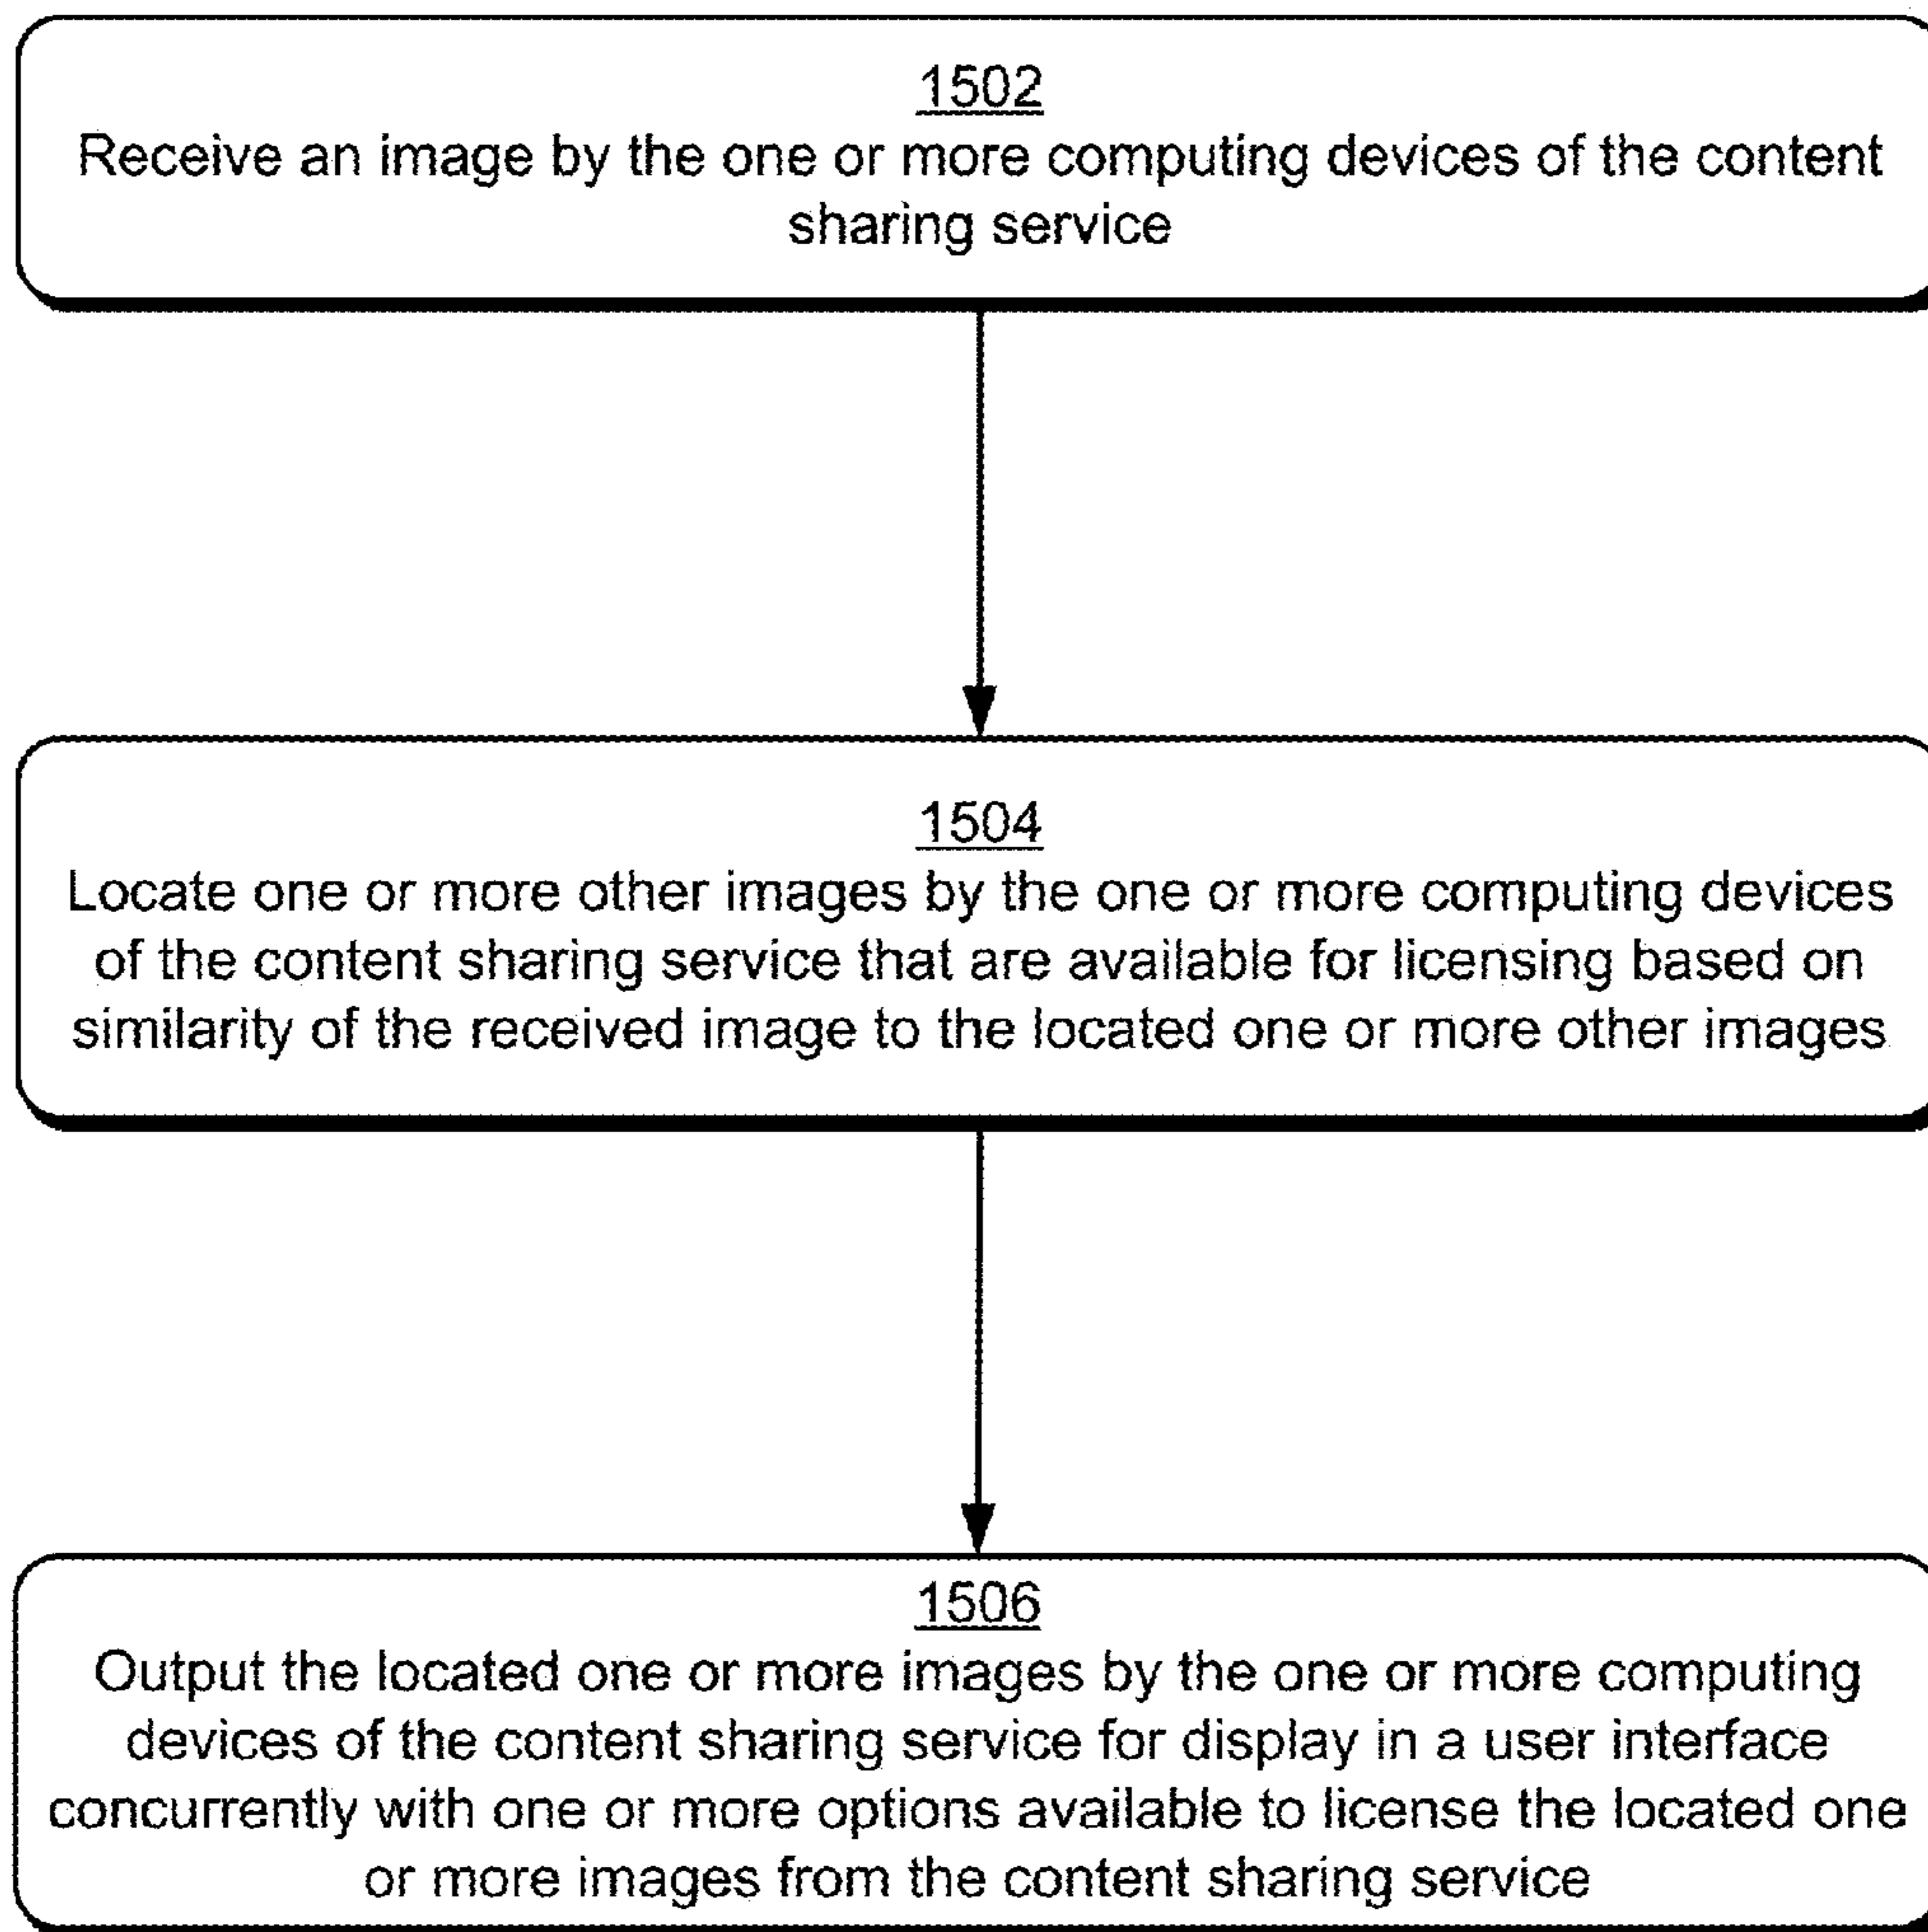 1502
Receive an image by the one or more computing devices of the content
sharing service
1504
Locate one or more other images by the one or more computing devices
of the content sharing service that are available for licensing based on
similarity of the received image to the located one or more other images
1506
Output the located one or more images by the one or more computing
devices of the content sharing service for display in a user interface
concurrently with one or more options available to license the located one
or more images from the content sharing service